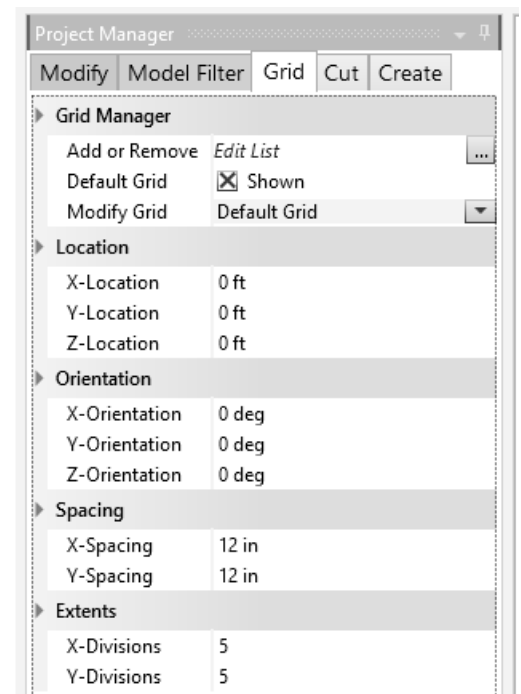 Project Manager
Modify Model Filter Grid Cut Create
Grid Manager
Add or Remove Edit List ...
Default Grid Shown
Modify Grid Default Grid
Location
X-Location 0 ft
Y-Location 0 ft
Z-Location 0 ft
Orientation
X-Orientation 0 deg
Y-Orientation 0 deg
Z-Orientation 0 deg
Spacing
X-Spacing 12 in
Y-Spacing 12 in
Extents
X-Divisions 5
Y-Divisions 5